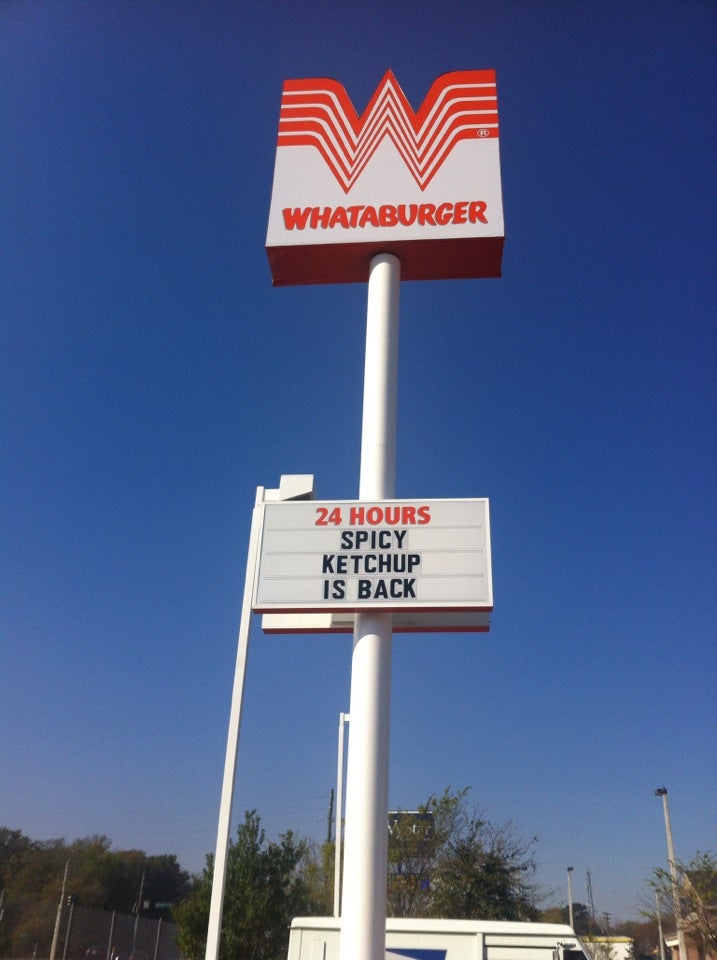 ®
WHATABURGER
24 HOURS
SPICY
KETCHUP
IS BACK